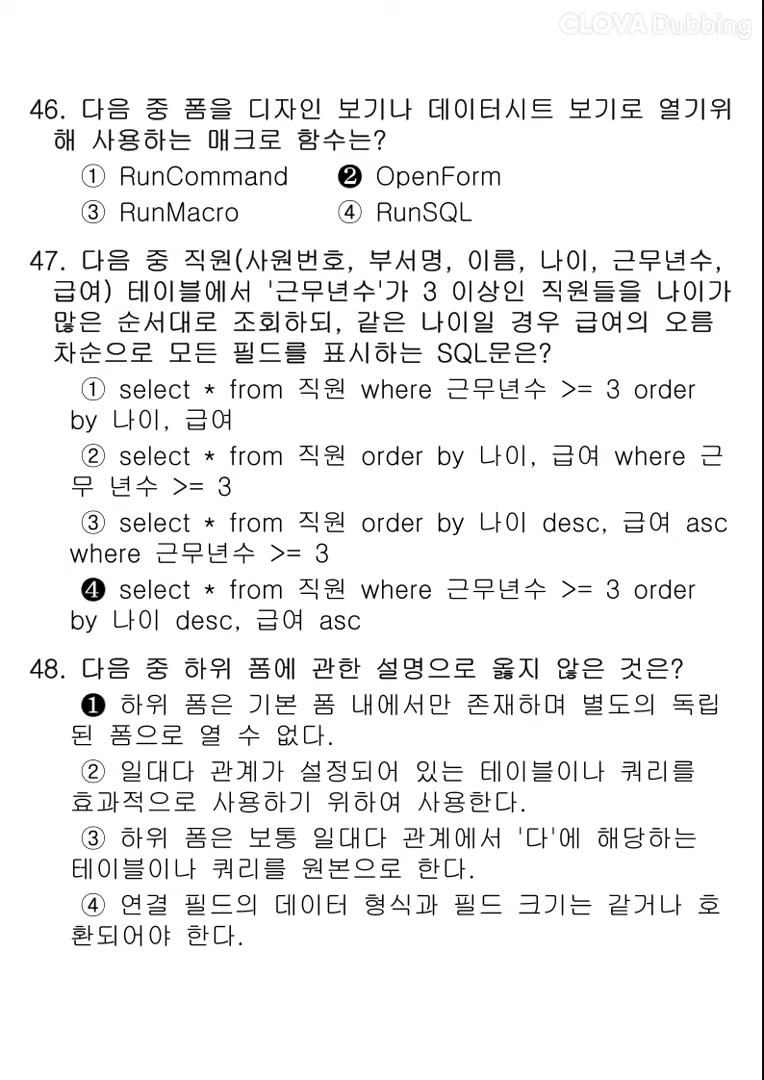 CLOVA Dubbing
46. 다음 중 폼을 디자인 보기나 데이터시트 보기로 열기위
해 사용하는 매크로 함수는?
① RunCommand ❷ OpenForm
③ RunMacro ④ RunSQL
47. 다음 중 직원(사원번호, 부서명, 이름, 나이, 근무년수,
급여) 테이블에서 '근무년수'가 3 이상인 직원들을 나이가
많은 순서대로 조회하되, 같은 나이일 경우 급여의 오름
차순으로 모든 필드를 표시하는 SQL문은?
① select * from 직원 where 근무년수 >= 3 order
by 나이, 급여
② select * from 직원 order by 나이, 급여 where 근
무 년수 >= 3
③ select * from 직원 order by 나이 desc, 급여 asc
where 근무년수 >= 3
❹ select * from 직원 where 근무년수 >= 3 order
by 나이 desc, 급여 asc
48. 다음 중 하위 폼에 관한 설명으로 옳지 않은 것은?
❶ 하위 폼은 기본 폼 내에서만 존재하며 별도의 독립
된 폼으로 열 수 없다.
② 일대다 관계가 설정되어 있는 테이블이나 쿼리를
효과적으로 사용하기 위하여 사용한다.
③ 하위 폼은 보통 일대다 관계에서 '다'에 해당하는
테이블이나 쿼리를 원본으로 한다.
④ 연결 필드의 데이터 형식과 필드 크기는 같거나 호
환되어야 한다.